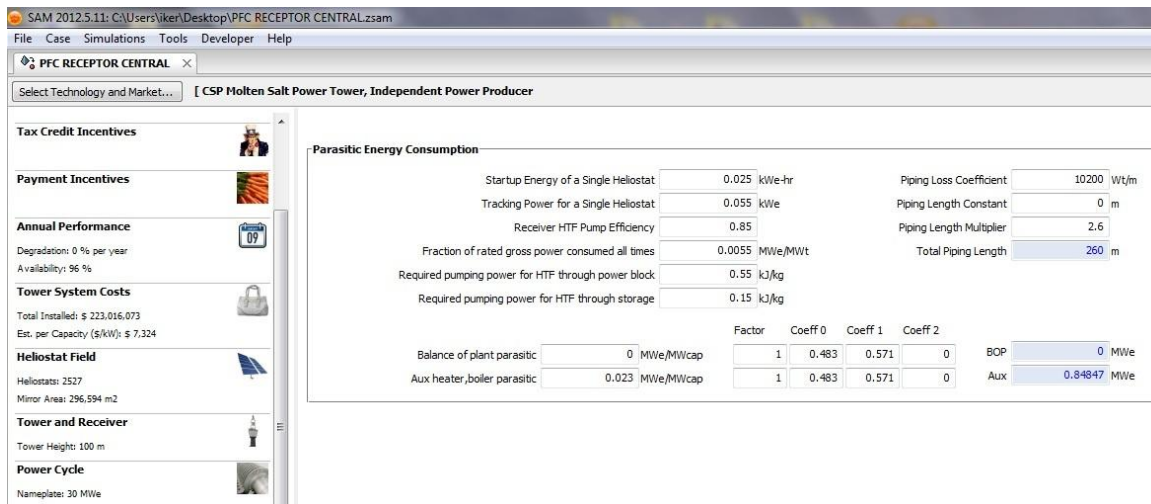 SAM 2012.5.11: C:\Users\iker\Desktop\PFC RECEPTOR CENTRAL.zsam
File Case Simulations Tools Developer Help
PFC RECEPTOR CENTRAL
Select Technology and Market... [ CSP Molten Salt Power Tower, Independent Power Producer
Tax Credit Incentives
Payment Incentives
Annual Performance
Degradation: 0 % per year
Availability: 96 %
09
Tower System Costs
Total Installed: $ 223,016,073
Est. per Capacity ($/kW): $ 7,324
Heliostat Field
Heliostats: 2527
Mirror Area: 296,594 m2
Tower and Receiver
Tower Height: 100 m
Power Cycle
Nameplate: 30 MWe
Parasitic Energy Consumption
Startup Energy of a Single Heliostat 0.025 kWe-hr
Tracking Power for a Single Heliostat 0.055 kWe
Receiver HTF Pump Efficiency 0.85
Fraction of rated gross power consumed all times 0.0055 MWe/MWt
Required pumping power for HTF through power block 0.55 kJ/kg
Required pumping power for HTF through storage 0.15 kJ/kg
Piping Loss Coefficient 10200 Wt/m
Piping Length Constant 0 m
Piping Length Multiplier 2.6
Total Piping Length 260 m
Factor Coeff 0 Coeff 1 Coeff 2
Balance of plant parasitic 0 MWe/MWcap 1 0.483 0.571 0 BOP 0 MWe
Aux heater,boiler parasitic 0.023 MWe/MWcap 1 0.483 0.571 0 Aux 0.84847 MWe